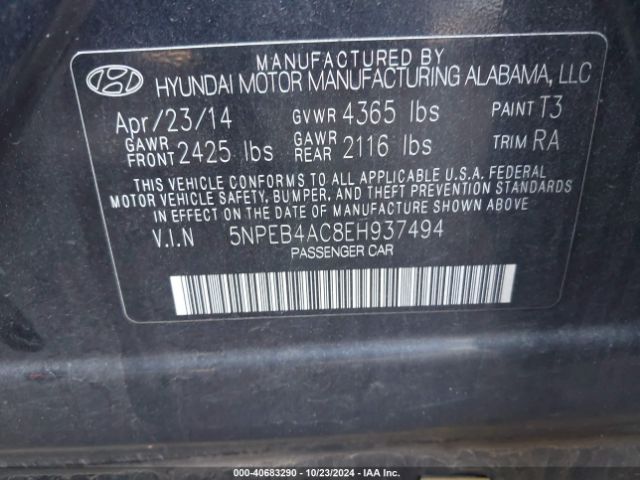 MANUFACTURED BY
HYUNDAI MOTOR MANUFACTURING ALABAMA, LLC
Apr/23/14 GVWR 4365 lbs PAINT T3
GAWR FRONT 2425 lbs GAWR REAR 2116 lbs TRIM RA
THIS VEHICLE CONFORMS TO ALL APPLICABLE U.S.A. FEDERAL
MOTOR VEHICLE SAFETY, BUMPER, AND THEFT PREVENTION STANDARDS
IN EFFECT ON THE DATE OF MANUFACTURE SHOWN ABOVE.
V.I.N 5NPEB4AC8EH937494
PASSENGER CAR
000-40683290 - 10/23/2024 - IAA Inc.